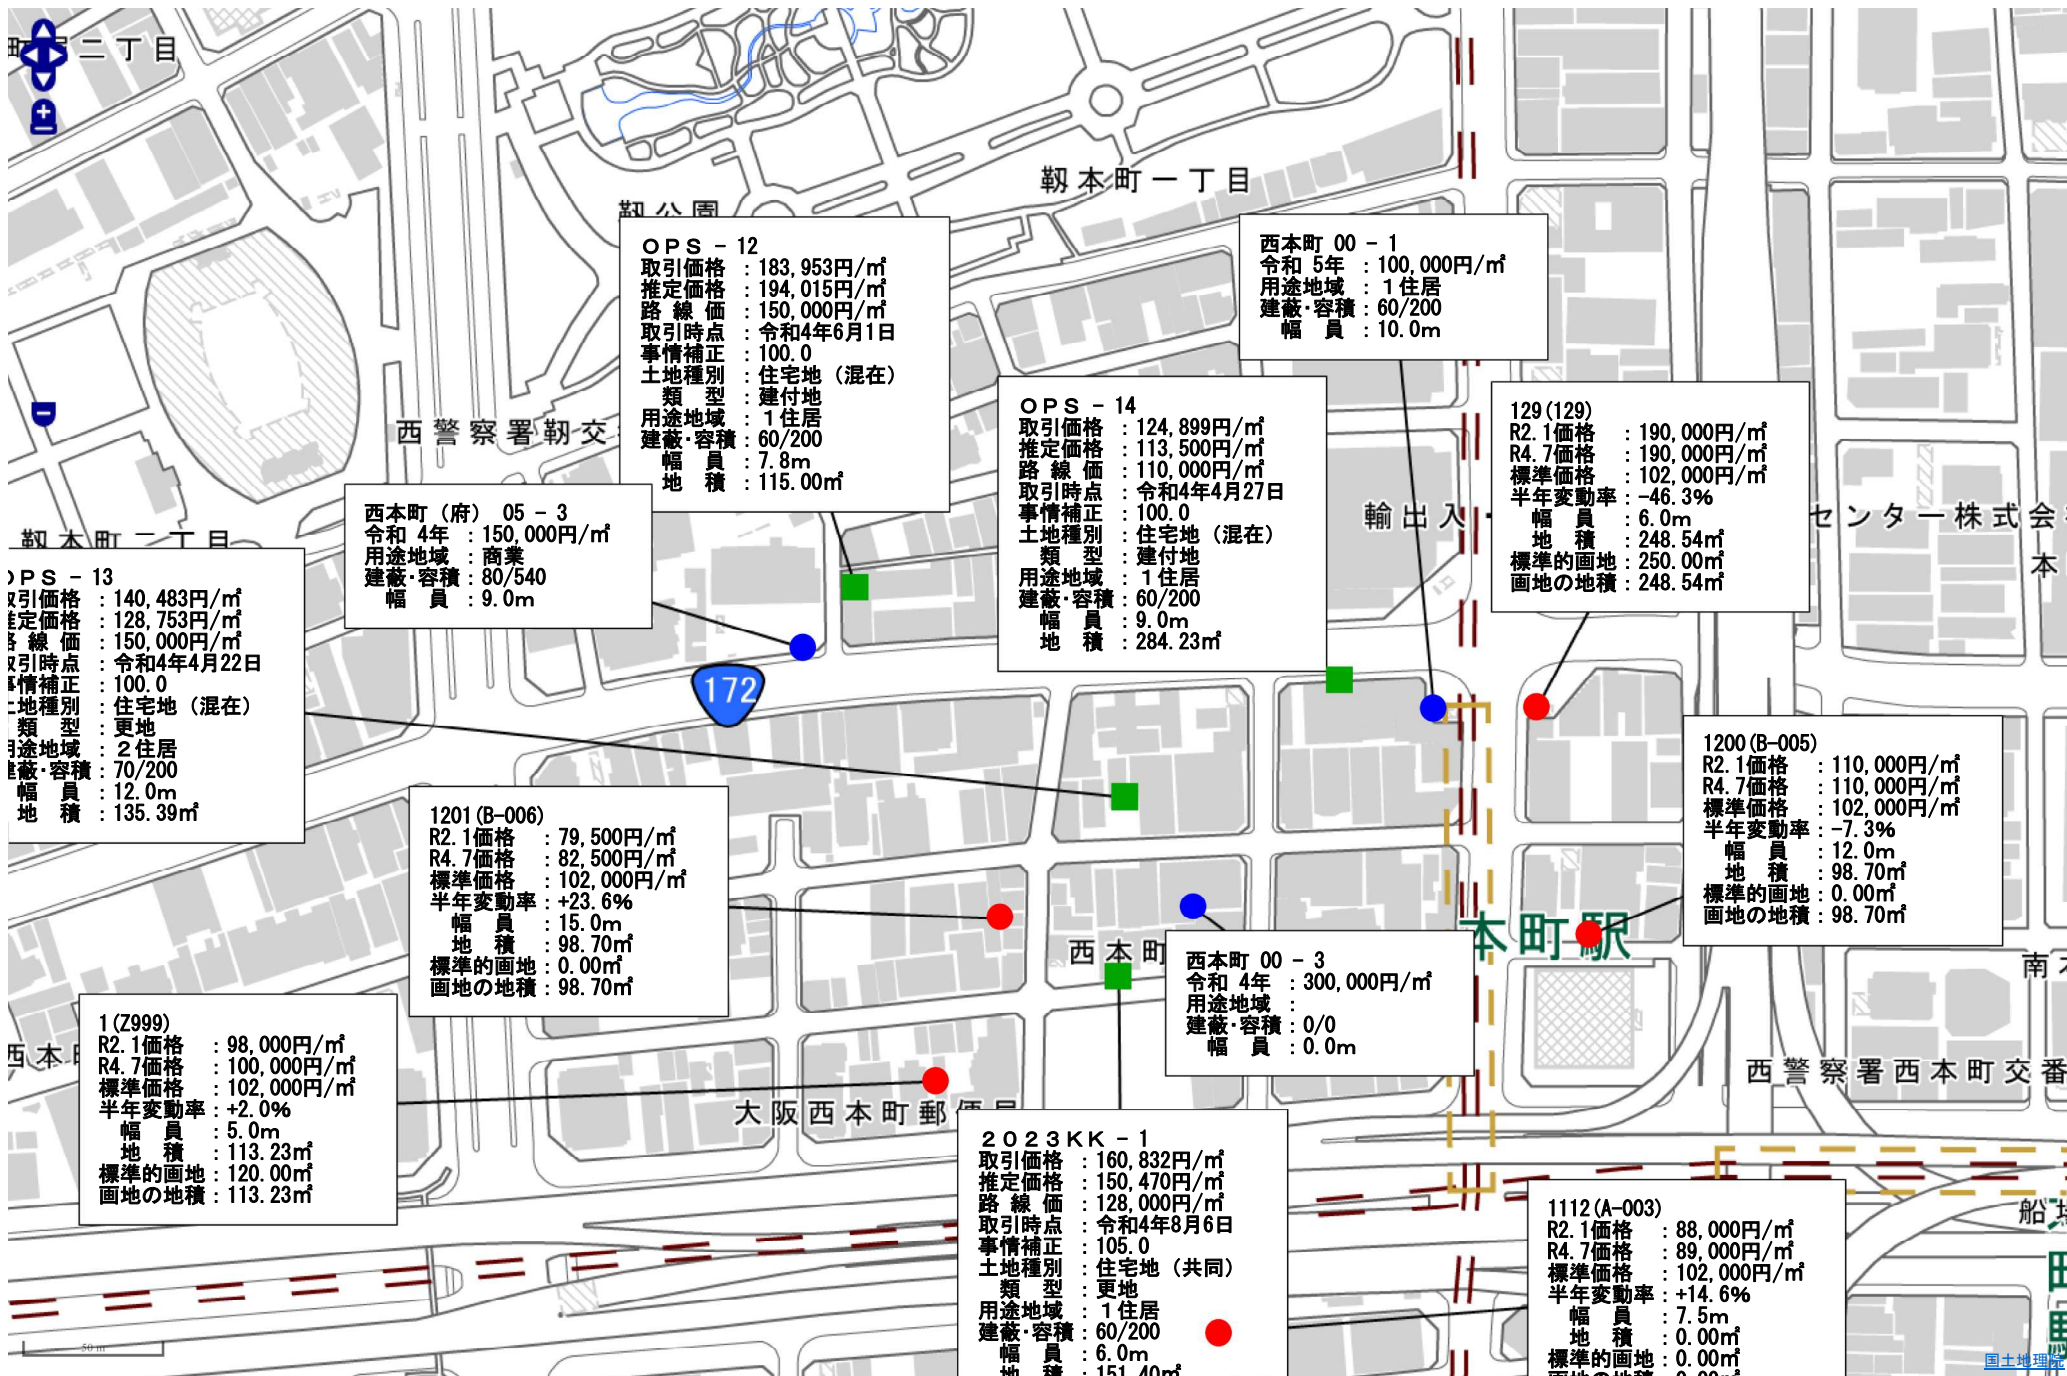 二丁目
靭本町一丁目
靭公園
OPS - 12
取引価格 : 183,953円/㎡
推定価格 : 194,015円/㎡
路 線 価 : 150,000円/㎡
取引時点 : 令和4年6月1日
事情補正 : 100.0
土地種別 : 住宅地（混在）
類 型 : 建付地
用途地域 : 1住居
建蔽･容積 : 60/200
幅 員 : 7.8m
地 積 : 115.00㎡
西本町 00 - 1
令和 5年 : 100,000円/㎡
用途地域 : 1住居
建蔽･容積 : 60/200
幅 員 : 10.0m
OPS - 14
取引価格 : 124,899円/㎡
推定価格 : 113,500円/㎡
路 線 価 : 110,000円/㎡
取引時点 : 令和4年4月27日
事情補正 : 100.0
土地種別 : 住宅地（混在）
類 型 : 建付地
用途地域 : 1住居
建蔽･容積 : 60/200
幅 員 : 9.0m
地 積 : 284.23㎡
129(129)
R2.1価格 : 190,000円/㎡
R4.7価格 : 190,000円/㎡
標準価格 : 102,000円/㎡
半年変動率 : -46.3%
幅 員 : 6.0m
地 積 : 248.54㎡
標準的画地 : 250.00㎡
画地の地積 : 248.54㎡
西警察署靭交
西本町（府） 05 - 3
令和 4年 : 150,000円/㎡
用途地域 : 商業
建蔽･容積 : 80/540
幅 員 : 9.0m
輸出入・
センター株式会
本
靭本町二丁目
OPS - 13
取引価格 : 140,483円/㎡
推定価格 : 128,753円/㎡
路 線 価 : 150,000円/㎡
取引時点 : 令和4年4月22日
事情補正 : 100.0
土地種別 : 住宅地（混在）
類 型 : 更地
用途地域 : 2住居
建蔽･容積 : 70/200
幅 員 : 12.0m
地 積 : 135.39㎡
172
1200(B-005)
R2.1価格 : 110,000円/㎡
R4.7価格 : 110,000円/㎡
標準価格 : 102,000円/㎡
半年変動率 : -7.3%
幅 員 : 12.0m
地 積 : 98.70㎡
標準的画地 : 0.00㎡
画地の地積 : 98.70㎡
1201(B-006)
R2.1価格 : 79,500円/㎡
R4.7価格 : 82,500円/㎡
標準価格 : 102,000円/㎡
半年変動率 : +23.6%
幅 員 : 15.0m
地 積 : 98.70㎡
標準的画地 : 0.00㎡
画地の地積 : 98.70㎡
本町駅
西本町
西本町 00 - 3
令和 4年 : 300,000円/㎡
用途地域 :
建蔽･容積 : 0/0
幅 員 : 0.0m
南
西本
1(Z999)
R2.1価格 : 98,000円/㎡
R4.7価格 : 100,000円/㎡
標準価格 : 102,000円/㎡
半年変動率 : +2.0%
幅 員 : 5.0m
地 積 : 113.23㎡
標準的画地 : 120.00㎡
画地の地積 : 113.23㎡
西警察署西本町交番
大阪西本町郵便局
2023KK - 1
取引価格 : 160,832円/㎡
推定価格 : 150,470円/㎡
路 線 価 : 128,000円/㎡
取引時点 : 令和4年8月6日
事情補正 : 105.0
土地種別 : 住宅地（共同）
類 型 : 更地
用途地域 : 1住居
建蔽･容積 : 60/200
幅 員 : 6.0m
地 積 : 151.40㎡
1112(A-003)
R2.1価格 : 88,000円/㎡
R4.7価格 : 89,000円/㎡
標準価格 : 102,000円/㎡
半年変動率 : +14.6%
幅 員 : 7.5m
地 積 : 0.00㎡
標準的画地 : 0.00㎡
画地の地積 : 0.00㎡
船場
50 m
国土地理院